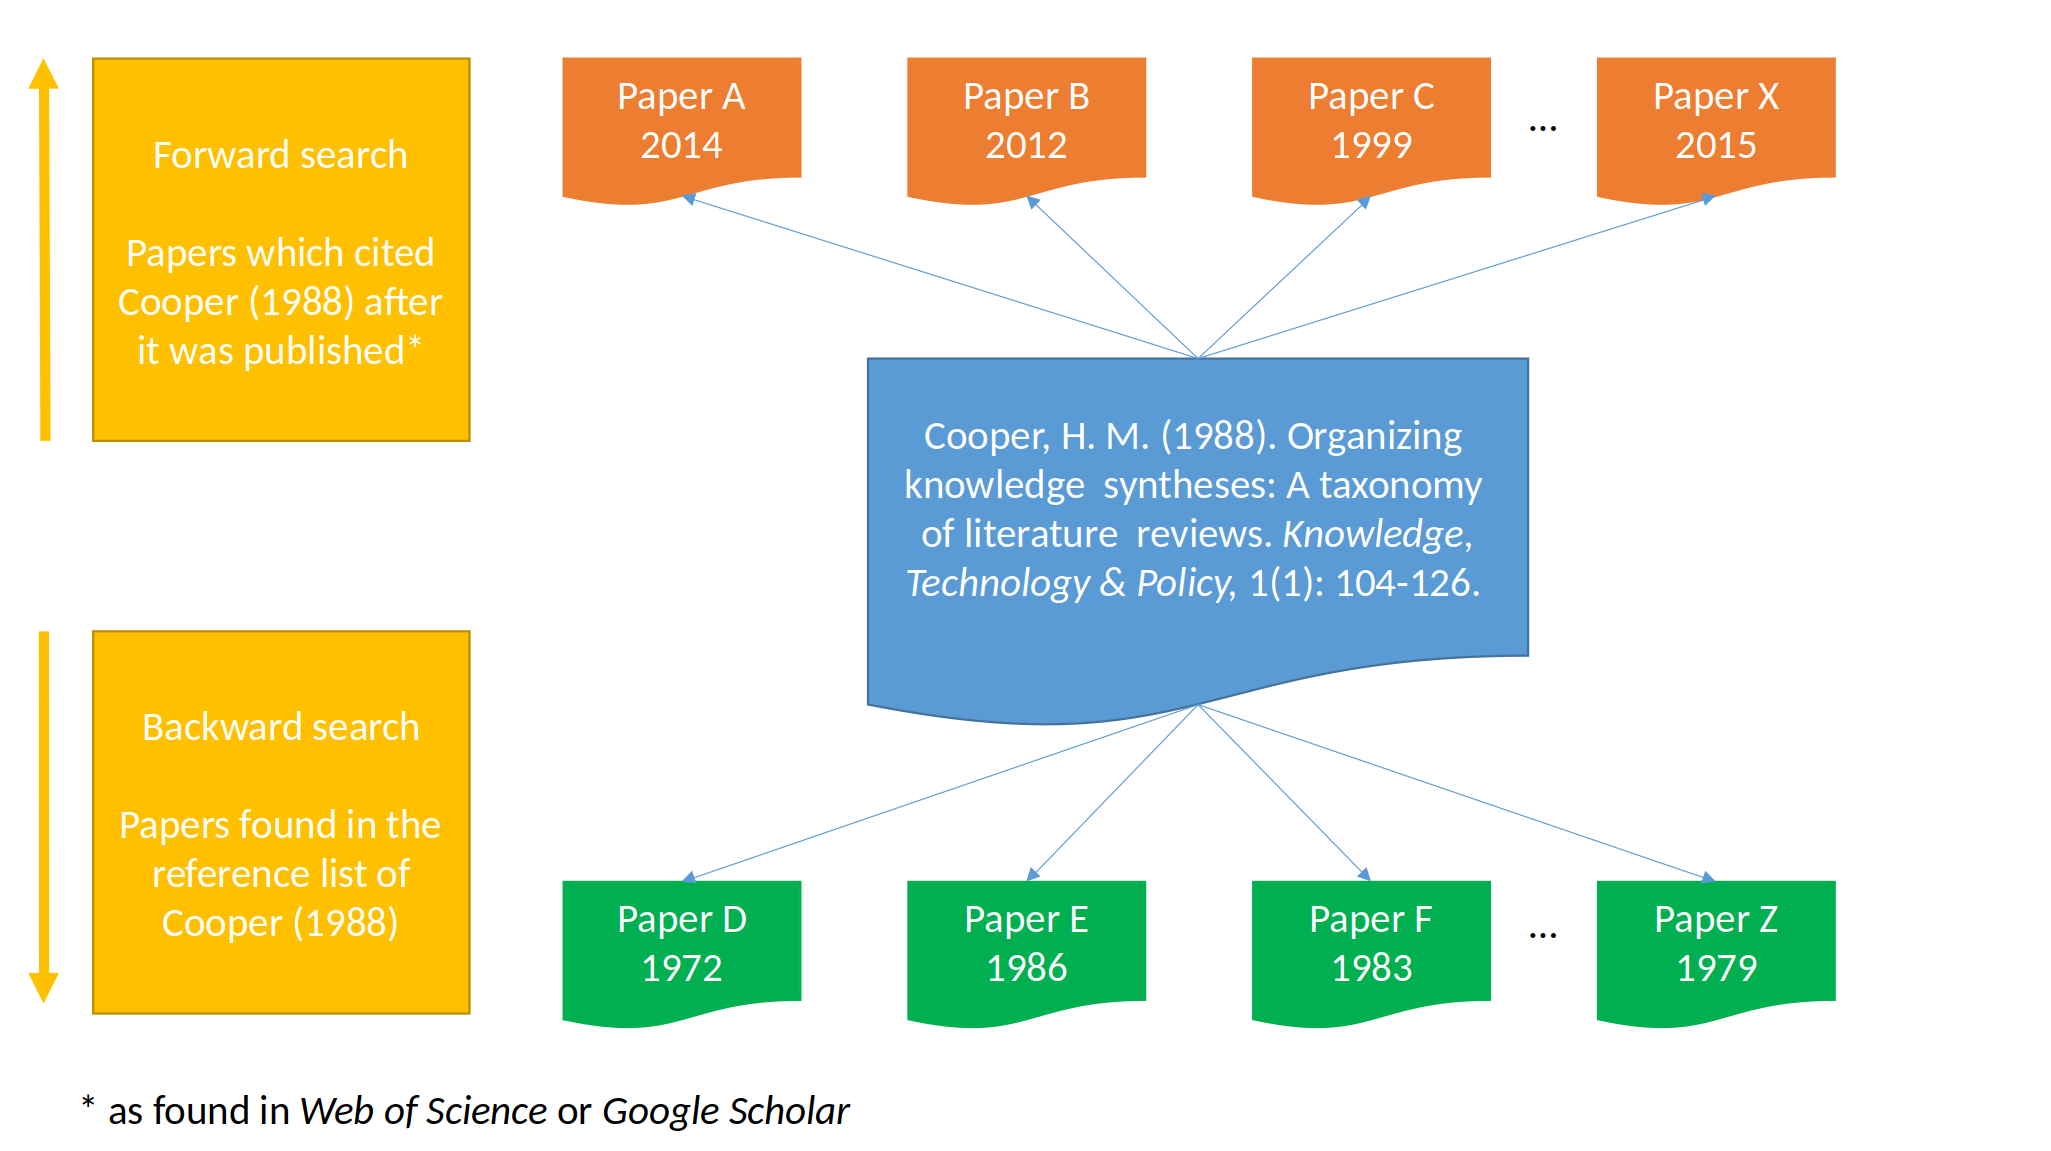 Forward search
Papers which cited
Cooper (1988) after
it was published*
Paper A
2014
Paper B
2012
Paper C
1999
...
Paper X
2015
Cooper, H. M. (1988). Organizing
knowledge  syntheses: A taxonomy
of literature  reviews. Knowledge,
Technology & Policy, 1(1): 104-126.
Backward search
Papers found in the
reference list of
Cooper (1988)
Paper D
1972
Paper E
1986
Paper F
1983
...
Paper Z
1979
* as found in Web of Science or Google Scholar